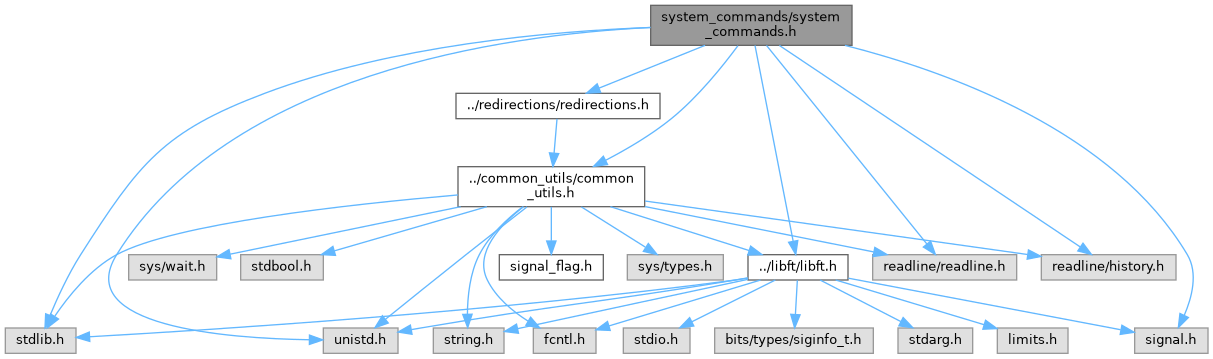 system_commands/system
_commands.h
../redirections/redirections.h
../common_utils/common
_utils.h
sys/wait.h
stdbool.h
signal_flag.h
sys/types.h
../libft/libft.h
readline/readline.h
readline/history.h
stdlib.h
unistd.h
string.h
fcntl.h
stdio.h
bits/types/siginfo_t.h
stdarg.h
limits.h
signal.h